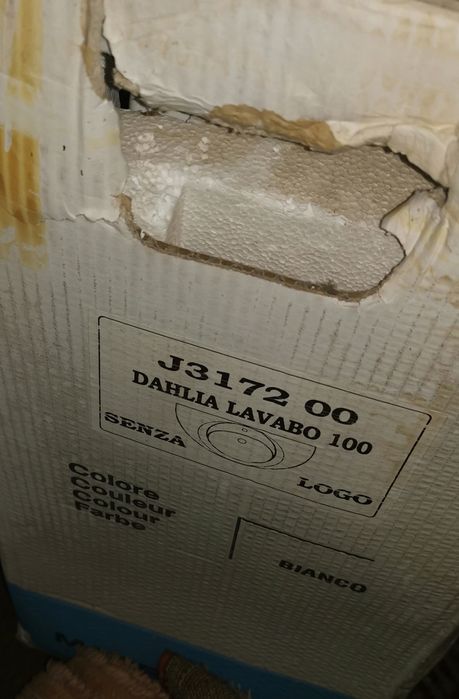 J3172 00
DAHLIA LAVABO 100
SENZA LOGO
Colore
Couleur
Colour
Farbe
BIANCO